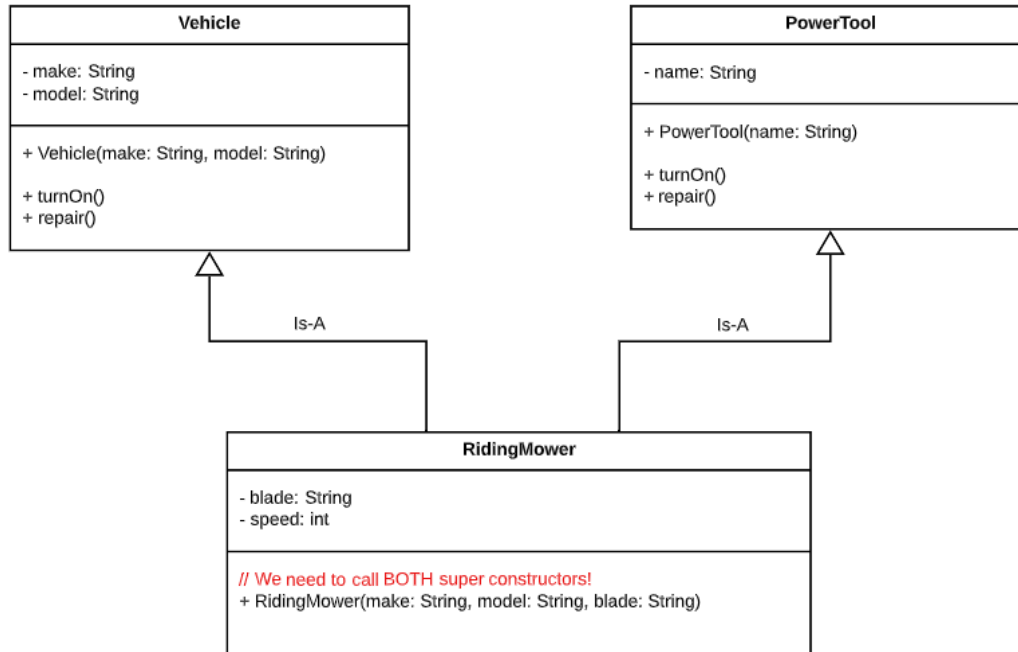 Vehicle
- make: String
- model: String
+ Vehicle(make: String, model: String)
+ turnOn()
+ repair()
PowerTool
- name: String
+ PowerTool(name: String)
+ turnOn()
+ repair()
Is-A
Is-A
RidingMower
- blade: String
- speed: int
// We need to call BOTH super constructors!
+ RidingMower(make: String, model: String, blade: String)